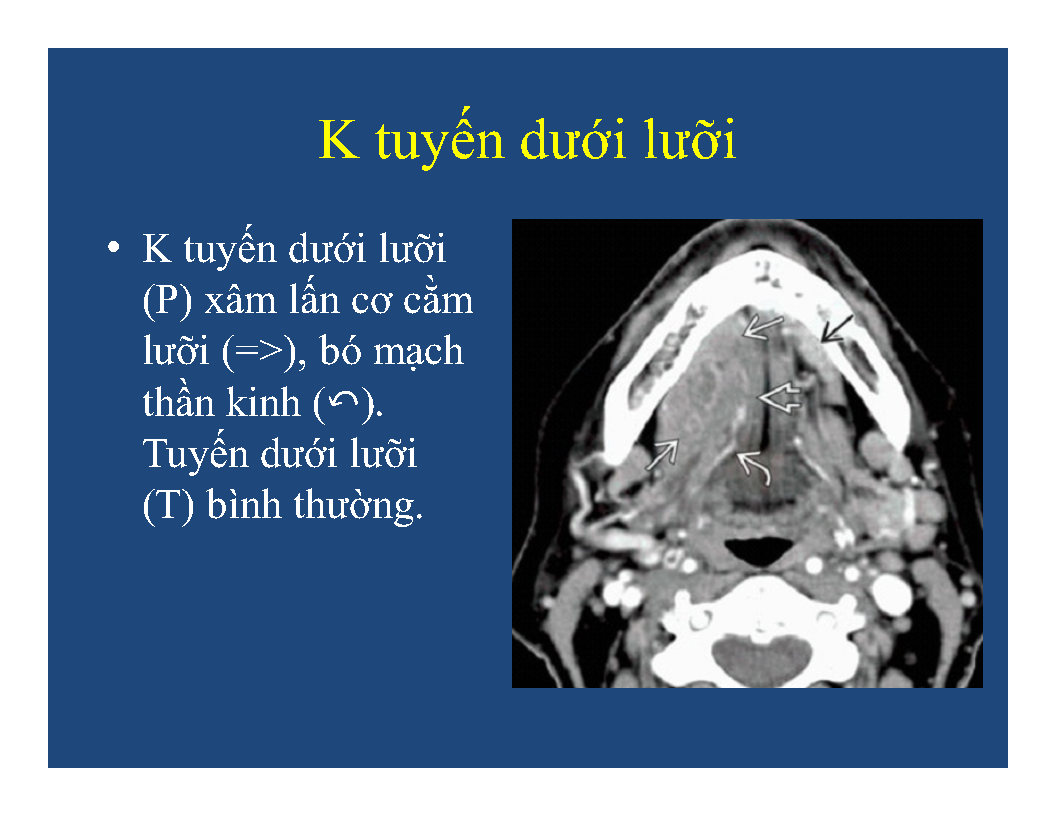 K tuyến dưới lưỡi
• K tuyến dưới lưỡi
(P) xâm lấn cơ cằm
lưỡi (=>), bó mạch
thần kinh (⤺).
Tuyến dưới lưỡi
(T) bình thường.